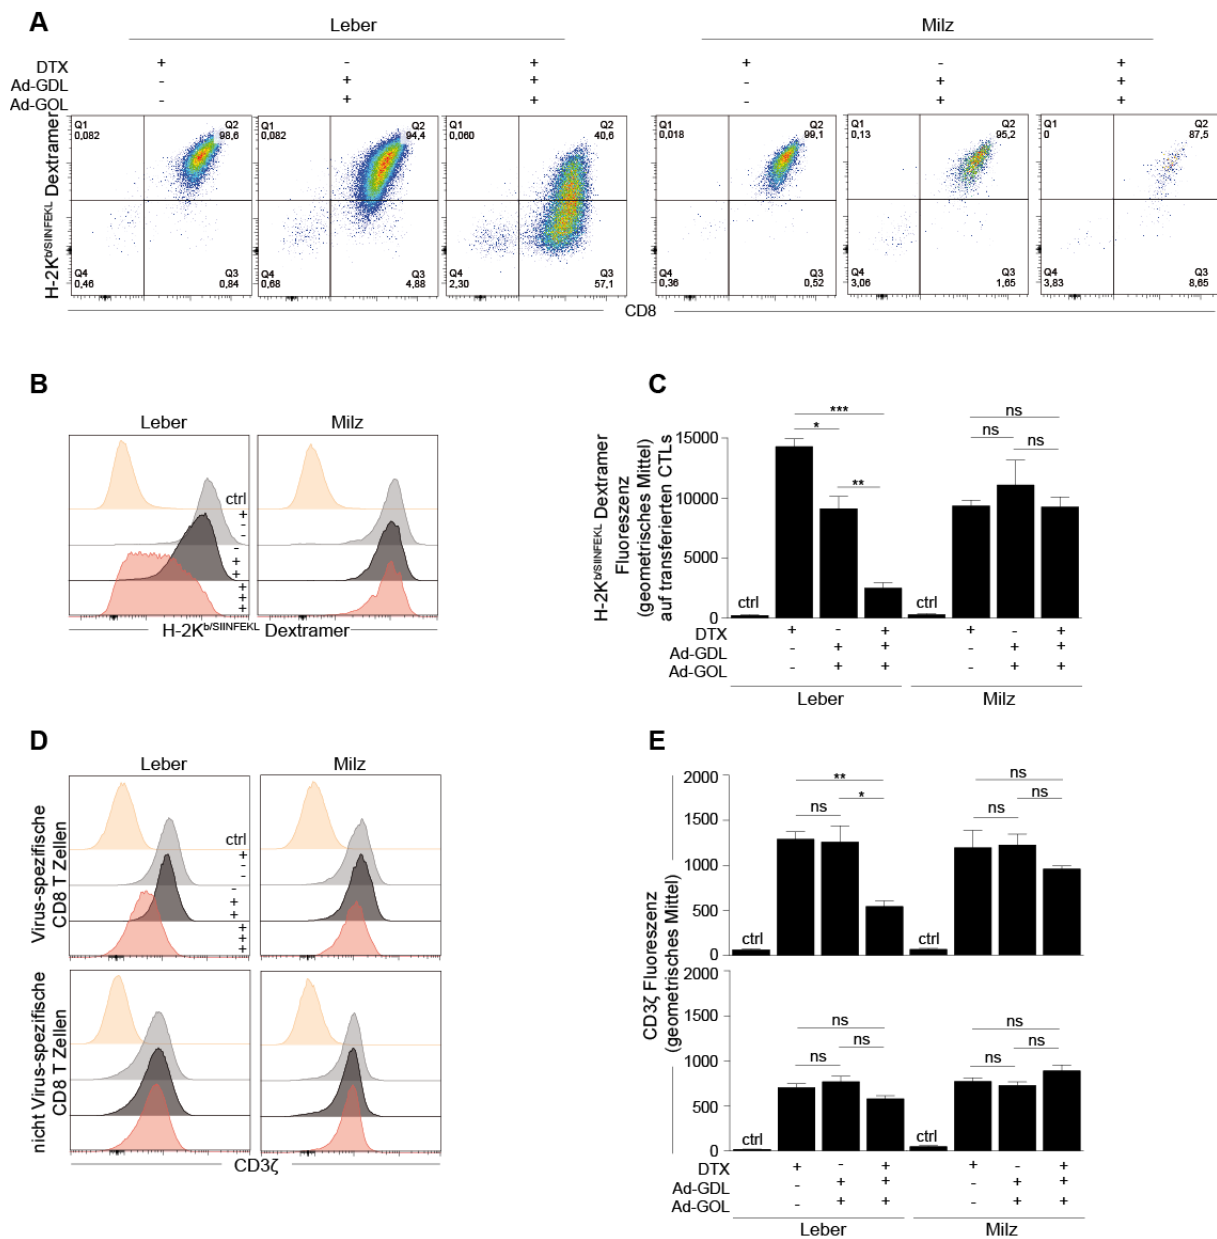 A
Leber
Milz
DTX + - + + - +
Ad-GDL - + + - + +
Ad-GOL - + + - + +
H-2Kb/SIINFEKL Dextramer
Q1 0,082 Q2 98,6 Q4 0,46 Q3 0,84
Q1 0,082 Q2 94,4 Q4 0,68 Q3 4,88
Q1 0,060 Q2 40,6 Q4 2,30 Q3 57,1
Q1 0,018 Q2 99,1 Q4 0,36 Q3 0,52
Q1 0,13 Q2 95,2 Q4 3,06 Q3 1,65
Q1 0 Q2 87,5 Q4 3,83 Q3 8,65
CD8
B
Leber
Milz
ctrl
+
-
-
-
+
+
+
+
+
H-2Kb/SIINFEKL Dextramer
C
H-2Kb/SIINFEKL Dextramer
Fluoreszenz
(geometrisches Mittel)
auf transferierten CTLs
15000
10000
5000
0
***
*
**
ns
ns
ns
ctrl
ctrl
DTX + - + + - +
Ad-GDL - + + - + +
Ad-GOL - + + - + +
Leber
Milz
D
Leber
Milz
Virus-spezifische
CD8 T Zellen
ctrl
+
-
-
-
+
+
+
+
+
nicht Virus-spezifische
CD8 T Zellen
CD3ζ
E
CD3ζ Fluoreszenz
(geometrisches Mittel)
2000
1500
1000
500
0
**
*
ns
ns
ns
ns
ctrl
ctrl
2000
1500
1000
500
0
ns
ns
ns
ns
ns
ns
ctrl
ctrl
DTX + - + + - +
Ad-GDL - + + - + +
Ad-GOL - + + - + +
Leber
Milz